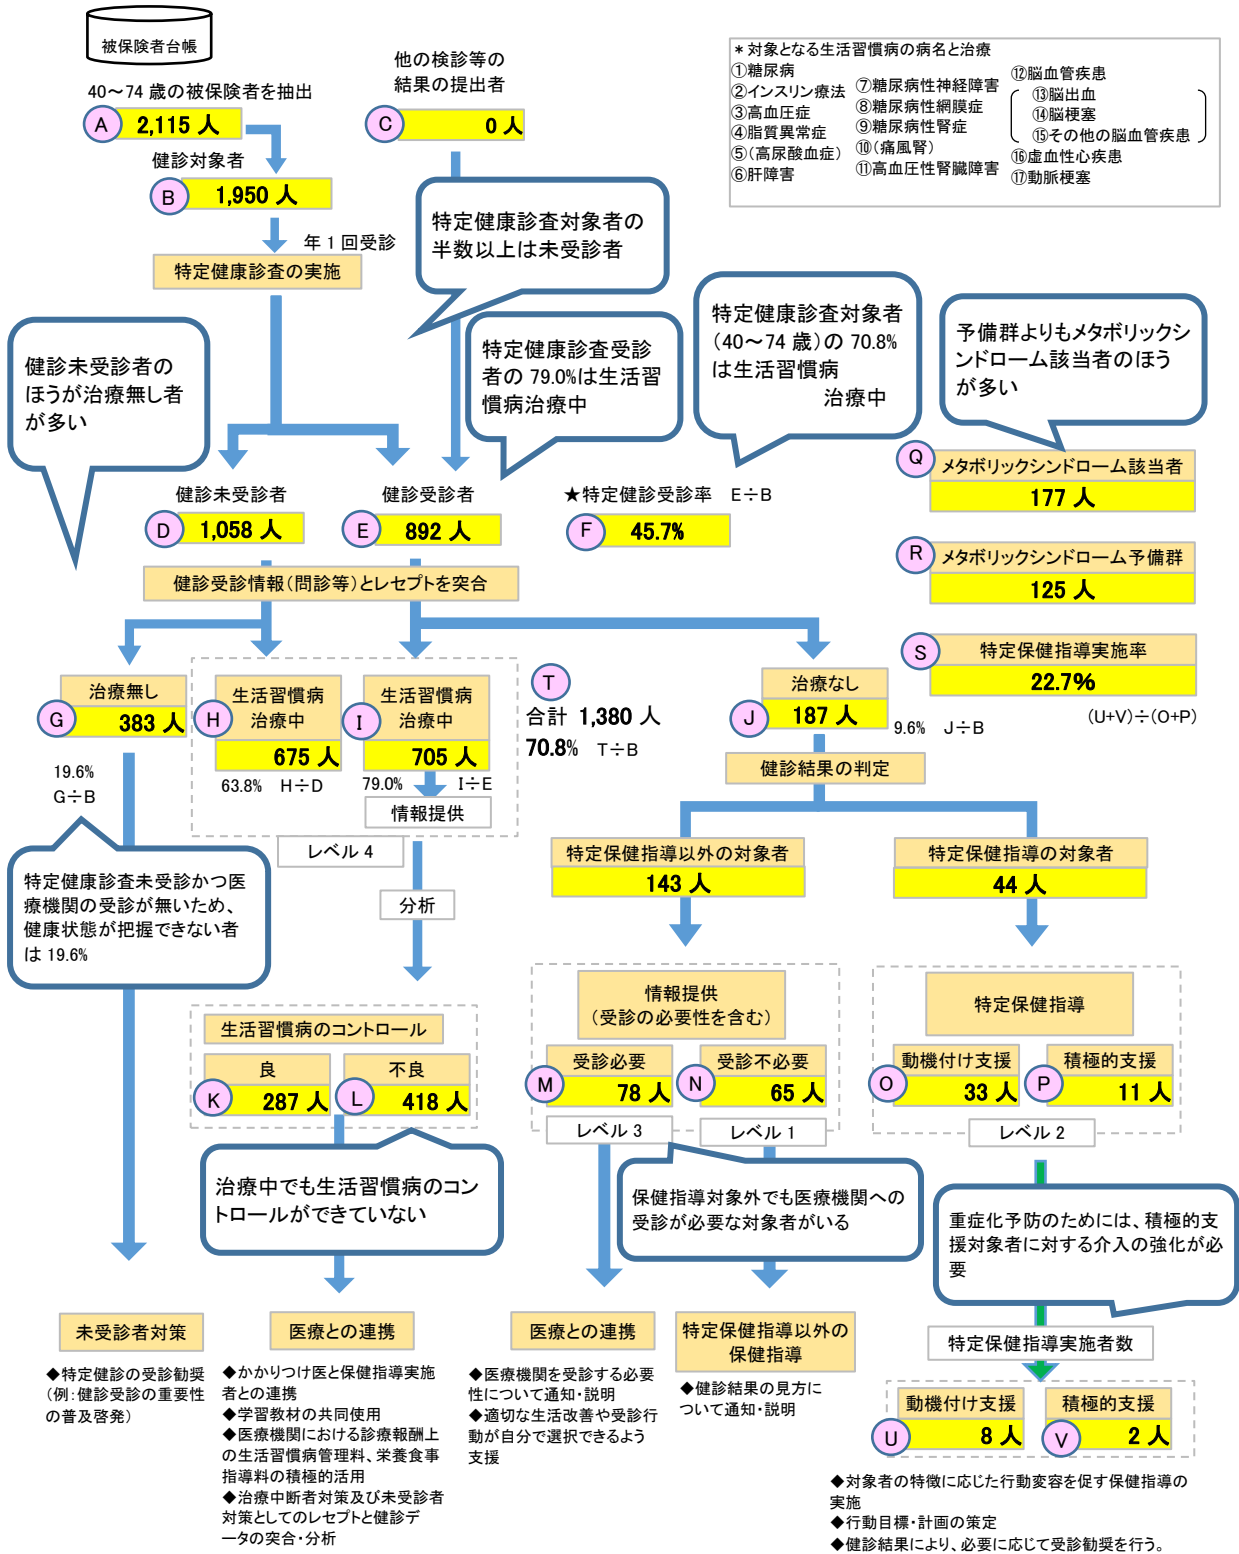 被保険者台帳
40～74 歳の被保険者を抽出
A
2,115 人
健診対象者
B
1,950 人
他の検診等の
結果の提出者
C
0 人
年１回受診
特定健康診査の実施
＊対象となる生活習慣病の病名と治療
①糖尿病
②インスリン療法
③高血圧症
④脂質異常症
⑤(高尿酸血症)
⑥肝障害
⑦糖尿病性神経障害
⑧糖尿病性網膜症
⑨糖尿病性腎症
⑩(痛風腎)
⑪高血圧性腎臓障害
⑫脳血管疾患
⑬脳出血
⑭脳梗塞
⑮その他の脳血管疾患
⑯虚血性心疾患
⑰動脈梗塞
特定健康診査対象者の
半数以上は未受診者
健診未受診者の
ほうが治療無し者
が多い
特定健康診査受診
者の 79.0%は生活習
慣病治療中
特定健康診査対象者
(40～74 歳)の 70.8%
は生活習慣病
治療中
予備群よりもメタボリックシ
ンドローム該当者のほう
が多い
健診未受診者
D
1,058 人
健診受診者
E
892 人
★特定健診受診率　E÷B
F
45.7%
Q
メタボリックシンドローム該当者
177 人
R
メタボリックシンドローム予備群
125 人
S
特定保健指導実施率
22.7%
(U+V)÷(O+P)
健診受診情報(問診等)とレセプトを突合
治療無し
G
383 人
19.6%
G÷B
生活習慣病
治療中
H
675 人
63.8%　H÷D
生活習慣病
治療中
I
705 人
79.0%　I÷E
情報提供
レベル 4
T
合計 1,380 人
70.8%　T÷B
治療なし
J
187 人
9.6%　J÷B
健診結果の判定
特定保健指導以外の対象者
143 人
特定保健指導の対象者
44 人
特定健康診査未受診かつ医
療機関の受診が無いため、
健康状態が把握できない者
は 19.6%
分析
生活習慣病のコントロール
良
K
287 人
不良
L
418 人
情報提供
(受診の必要性を含む)
受診必要
M
78 人
受診不必要
N
65 人
レベル 3
レベル 1
特定保健指導
動機付け支援
O
33 人
積極的支援
P
11 人
レベル 2
治療中でも生活習慣病のコン
トロールができていない
保健指導対象外でも医療機関への
受診が必要な対象者がいる
重症化予防のためには、積極的支
援対象者に対する介入の強化が必
要
未受診者対策
◆特定健診の受診勧奨
(例:健診受診の重要性
の普及啓発)
医療との連携
◆かかりつけ医と保健指導実施
者との連携
◆学習教材の共同使用
◆医療機関における診療報酬上
の生活習慣病管理料、栄養食事
指導料の積極的活用
◆治療中断者対策及び未受診者
対策としてのレセプトと健診デ
ータの突合・分析
医療との連携
◆医療機関を受診する必要
性について通知・説明
◆適切な生活改善や受診行
動が自分で選択できるよう
支援
特定保健指導以外の
保健指導
◆健診結果の見方に
ついて通知・説明
特定保健指導実施者数
動機付け支援
U
8 人
積極的支援
V
2 人
◆対象者の特徴に応じた行動変容を促す保健指導の
実施
◆行動目標・計画の策定
◆健診結果により、必要に応じて受診勧奨を行う。